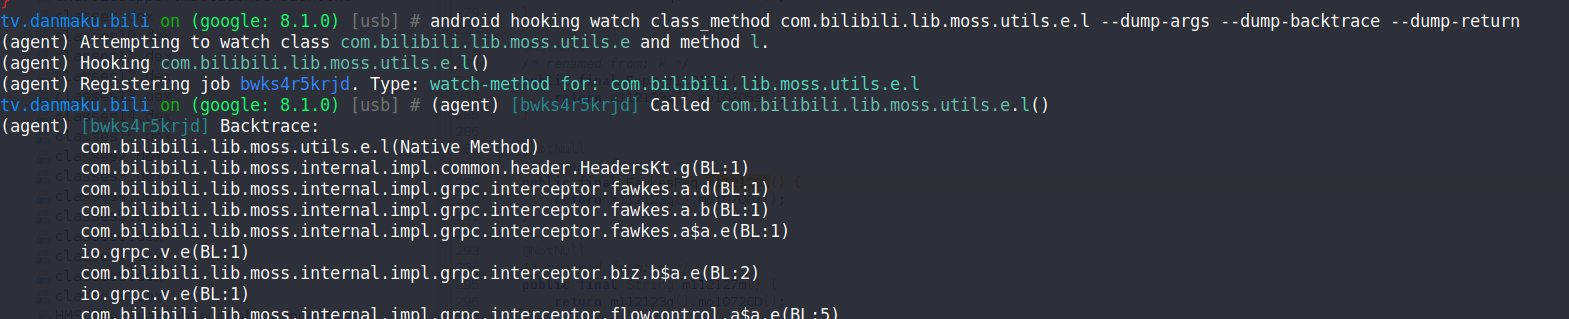 tv.danmaku.bili on (google: 8.1.0) [usb] # android hooking watch class_method com.bilibili.lib.moss.utils.e.l --dump-args --dump-backtrace --dump-return
(agent) Attempting to watch class com.bilibili.lib.moss.utils.e and method l.
(agent) Hooking com.bilibili.lib.moss.utils.e.l()
(agent) Registering job bwks4r5krjd. Type: watch-method for: com.bilibili.lib.moss.utils.e.l
tv.danmaku.bili on (google: 8.1.0) [usb] # (agent) [bwks4r5krjd] Called com.bilibili.lib.moss.utils.e.l()
(agent) [bwks4r5krjd] Backtrace:
com.bilibili.lib.moss.utils.e.l(Native Method)
com.bilibili.lib.moss.internal.impl.common.header.HeadersKt.g(BL:1)
com.bilibili.lib.moss.internal.impl.grpc.interceptor.fawkes.a.d(BL:1)
com.bilibili.lib.moss.internal.impl.grpc.interceptor.fawkes.a.b(BL:1)
com.bilibili.lib.moss.internal.impl.grpc.interceptor.fawkes.a$a.e(BL:1)
io.grpc.v.e(BL:1)
com.bilibili.lib.moss.internal.impl.grpc.interceptor.biz.b$a.e(BL:2)
io.grpc.v.e(BL:1)
com.bilibili.lib.moss.internal.impl.grpc.interceptor.flowcontrol.a$a.e(BL:5)